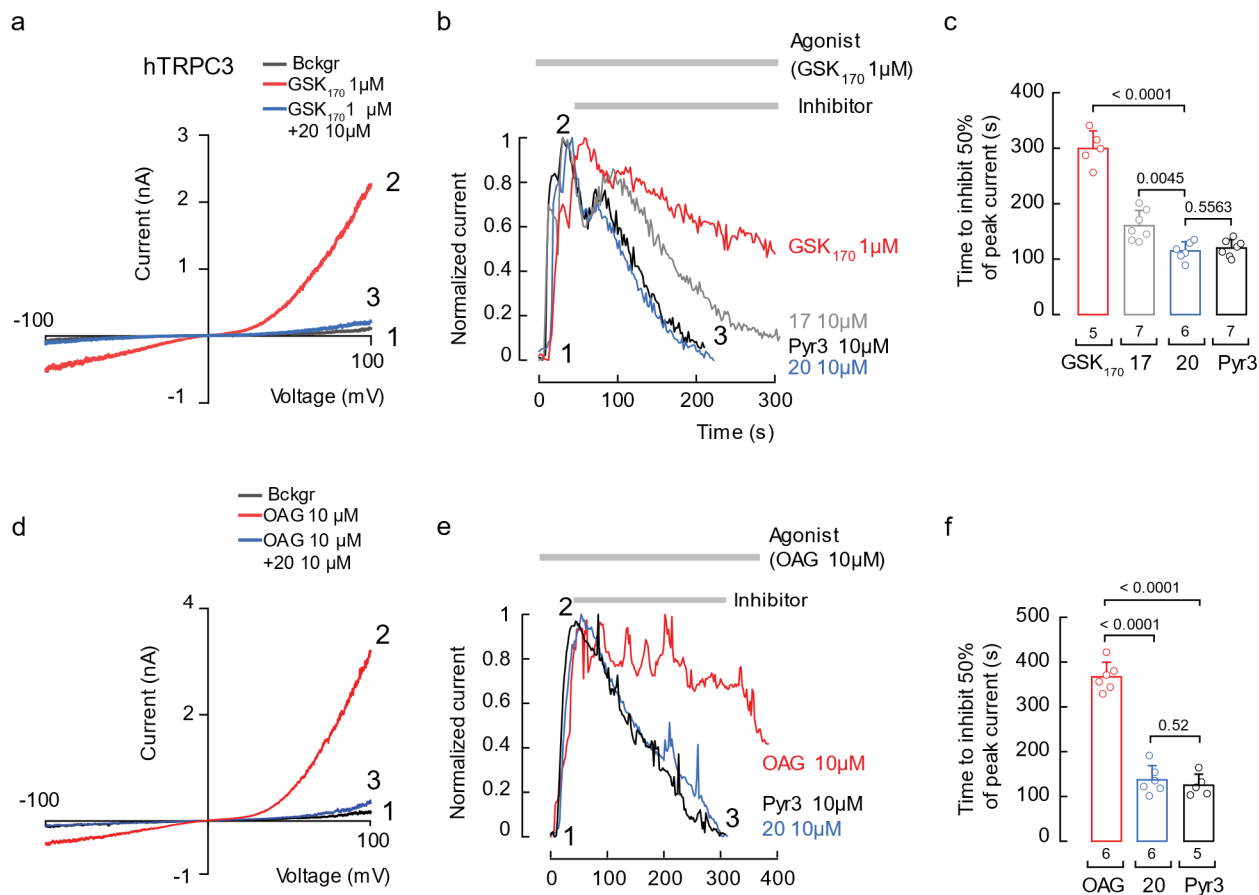 a
hTRPC3
Bckgr
GSK170 1µM
GSK170 1 µM
+20 10µM
3
2
1
-1
Current (nA)
-100
100
Voltage (mV)
2
3
1
b
Agonist
(GSK170 1µM)
Inhibitor
1
0.8
0.6
0.4
0.2
0
Normalized current
2
1
3
GSK170 1µM
17 10µM
Pyr3 10µM
20 10µM
0 100 200 300
Time (s)
c
400
300
200
100
0
Time to inhibit 50%
of peak current (s)
< 0.0001
0.0045
0.5563
5 7 6 7
GSK170 17 20 Pyr3
d
Bckgr
OAG 10 µM
OAG 10 µM
+20 10 µM
4
2
-1
Current (nA)
-100
100
Voltage (mV)
2
3
1
e
Agonist
(OAG 10µM)
Inhibitor
1
0.8
0.6
0.4
0.2
0
Normalized current
2
1
3
OAG 10µM
Pyr3 10µM
20 10µM
0 100 200 300 400
f
500
400
300
200
100
0
Time to inhibit 50%
of peak current (s)
< 0.0001
< 0.0001
0.52
6 6 5
OAG 20 Pyr3